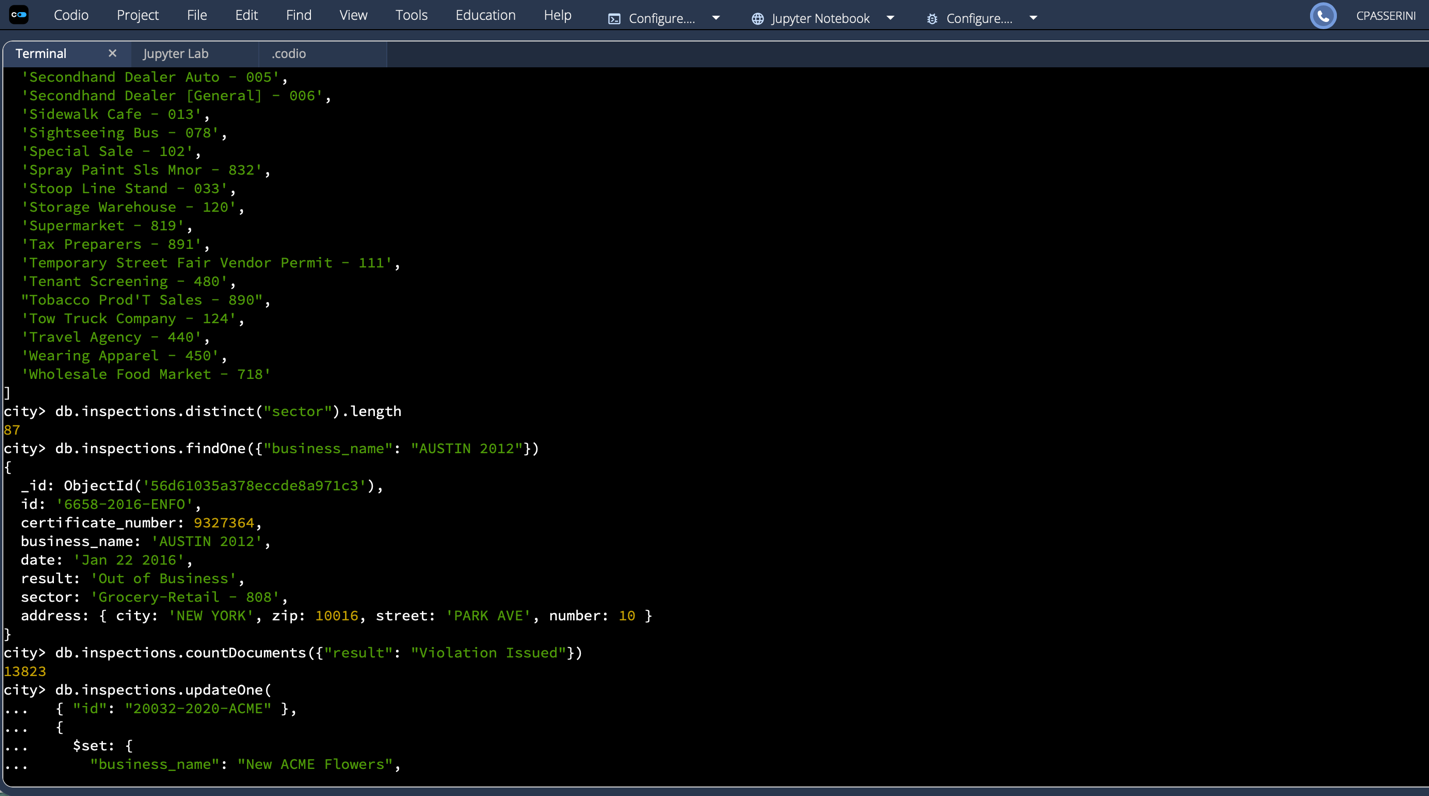 Codio Project File Edit Find View Tools Education Help Configure.... Jupyter Notebook Configure.... CPASSERINI
Terminal × Jupyter Lab .codio
'Secondhand Dealer Auto - 005',
'Secondhand Dealer [General] - 006',
'Sidewalk Cafe - 013',
'Sightseeing Bus - 078',
'Special Sale - 102',
'Spray Paint Sls Mnor - 832',
'Stoop Line Stand - 033',
'Storage Warehouse - 120',
'Supermarket - 819',
'Tax Preparers - 891',
'Temporary Street Fair Vendor Permit - 111',
'Tenant Screening - 480',
"Tobacco Prod'T Sales - 890",
'Tow Truck Company - 124',
'Travel Agency - 440',
'Wearing Apparel - 450',
'Wholesale Food Market - 718'
]
city> db.inspections.distinct("sector").length
87
city> db.inspections.findOne({"business_name": "AUSTIN 2012"})
{
  _id: ObjectId('56d61035a378eccde8a971c3'),
  id: '6658-2016-ENFO',
  certificate_number: 9327364,
  business_name: 'AUSTIN 2012',
  date: 'Jan 22 2016',
  result: 'Out of Business',
  sector: 'Grocery-Retail - 808',
  address: { city: 'NEW YORK', zip: 10016, street: 'PARK AVE', number: 10 }
}
city> db.inspections.countDocuments({"result": "Violation Issued"})
13823
city> db.inspections.updateOne(
...   { "id": "20032-2020-ACME" },
...   {
...     $set: {
...       "business_name": "New ACME Flowers",